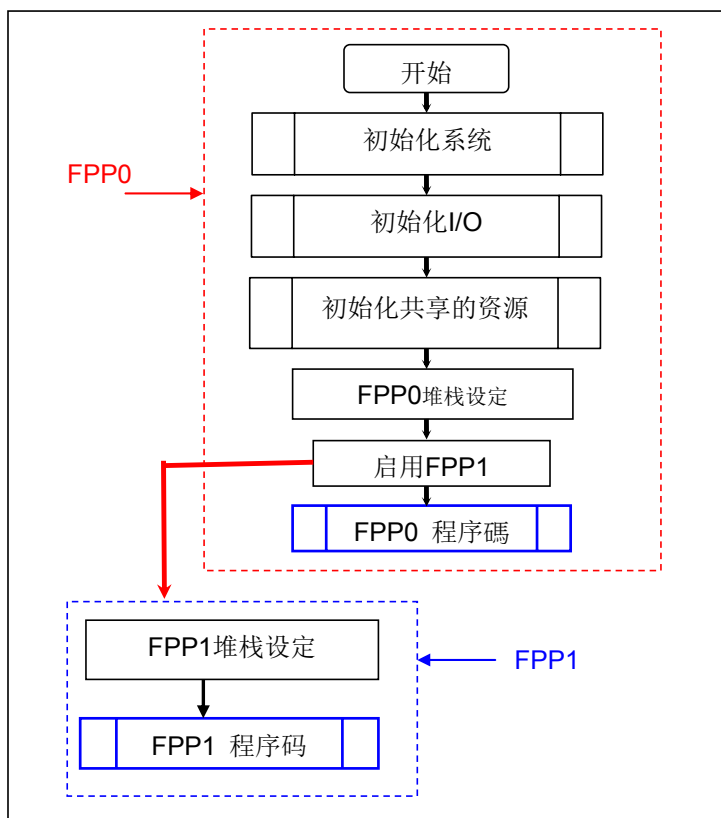 开始
初始化系统
FPP0
初始化I/O
初始化共享的资源
FPP0堆栈设定
启用FPP1
FPP0 程序碼
FPP1堆栈设定
FPP1
FPP1 程序码